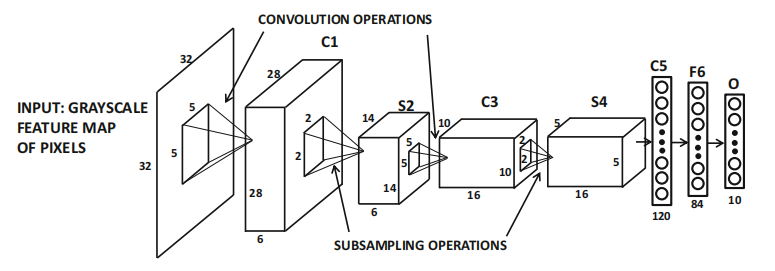 CONVOLUTION OPERATIONS
INPUT: GRAYSCALE
FEATURE MAP
OF PIXELS
32
32
5
5
C1
28
28
6
2
2
S2
14
14
6
5
5
C3
10
10
16
2
2
S4
5
5
16
C5
120
F6
84
O
10
SUBSAMPLING OPERATIONS